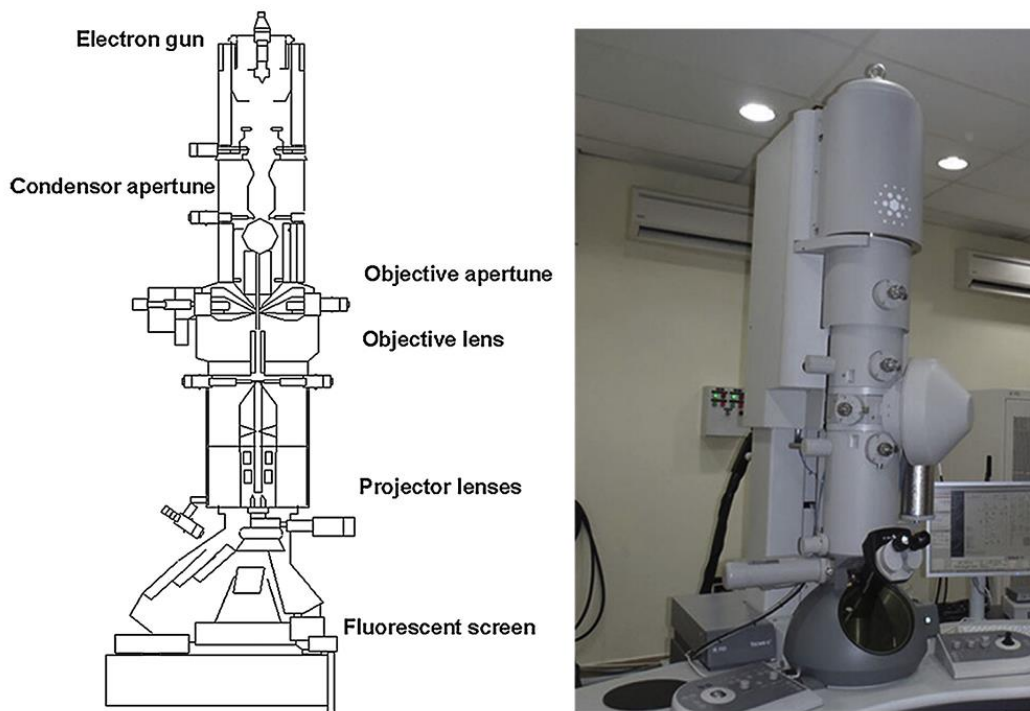 Electron gun
Condensor apertune
Objective apertune
Objective lens
Projector lenses
Fluorescent screen